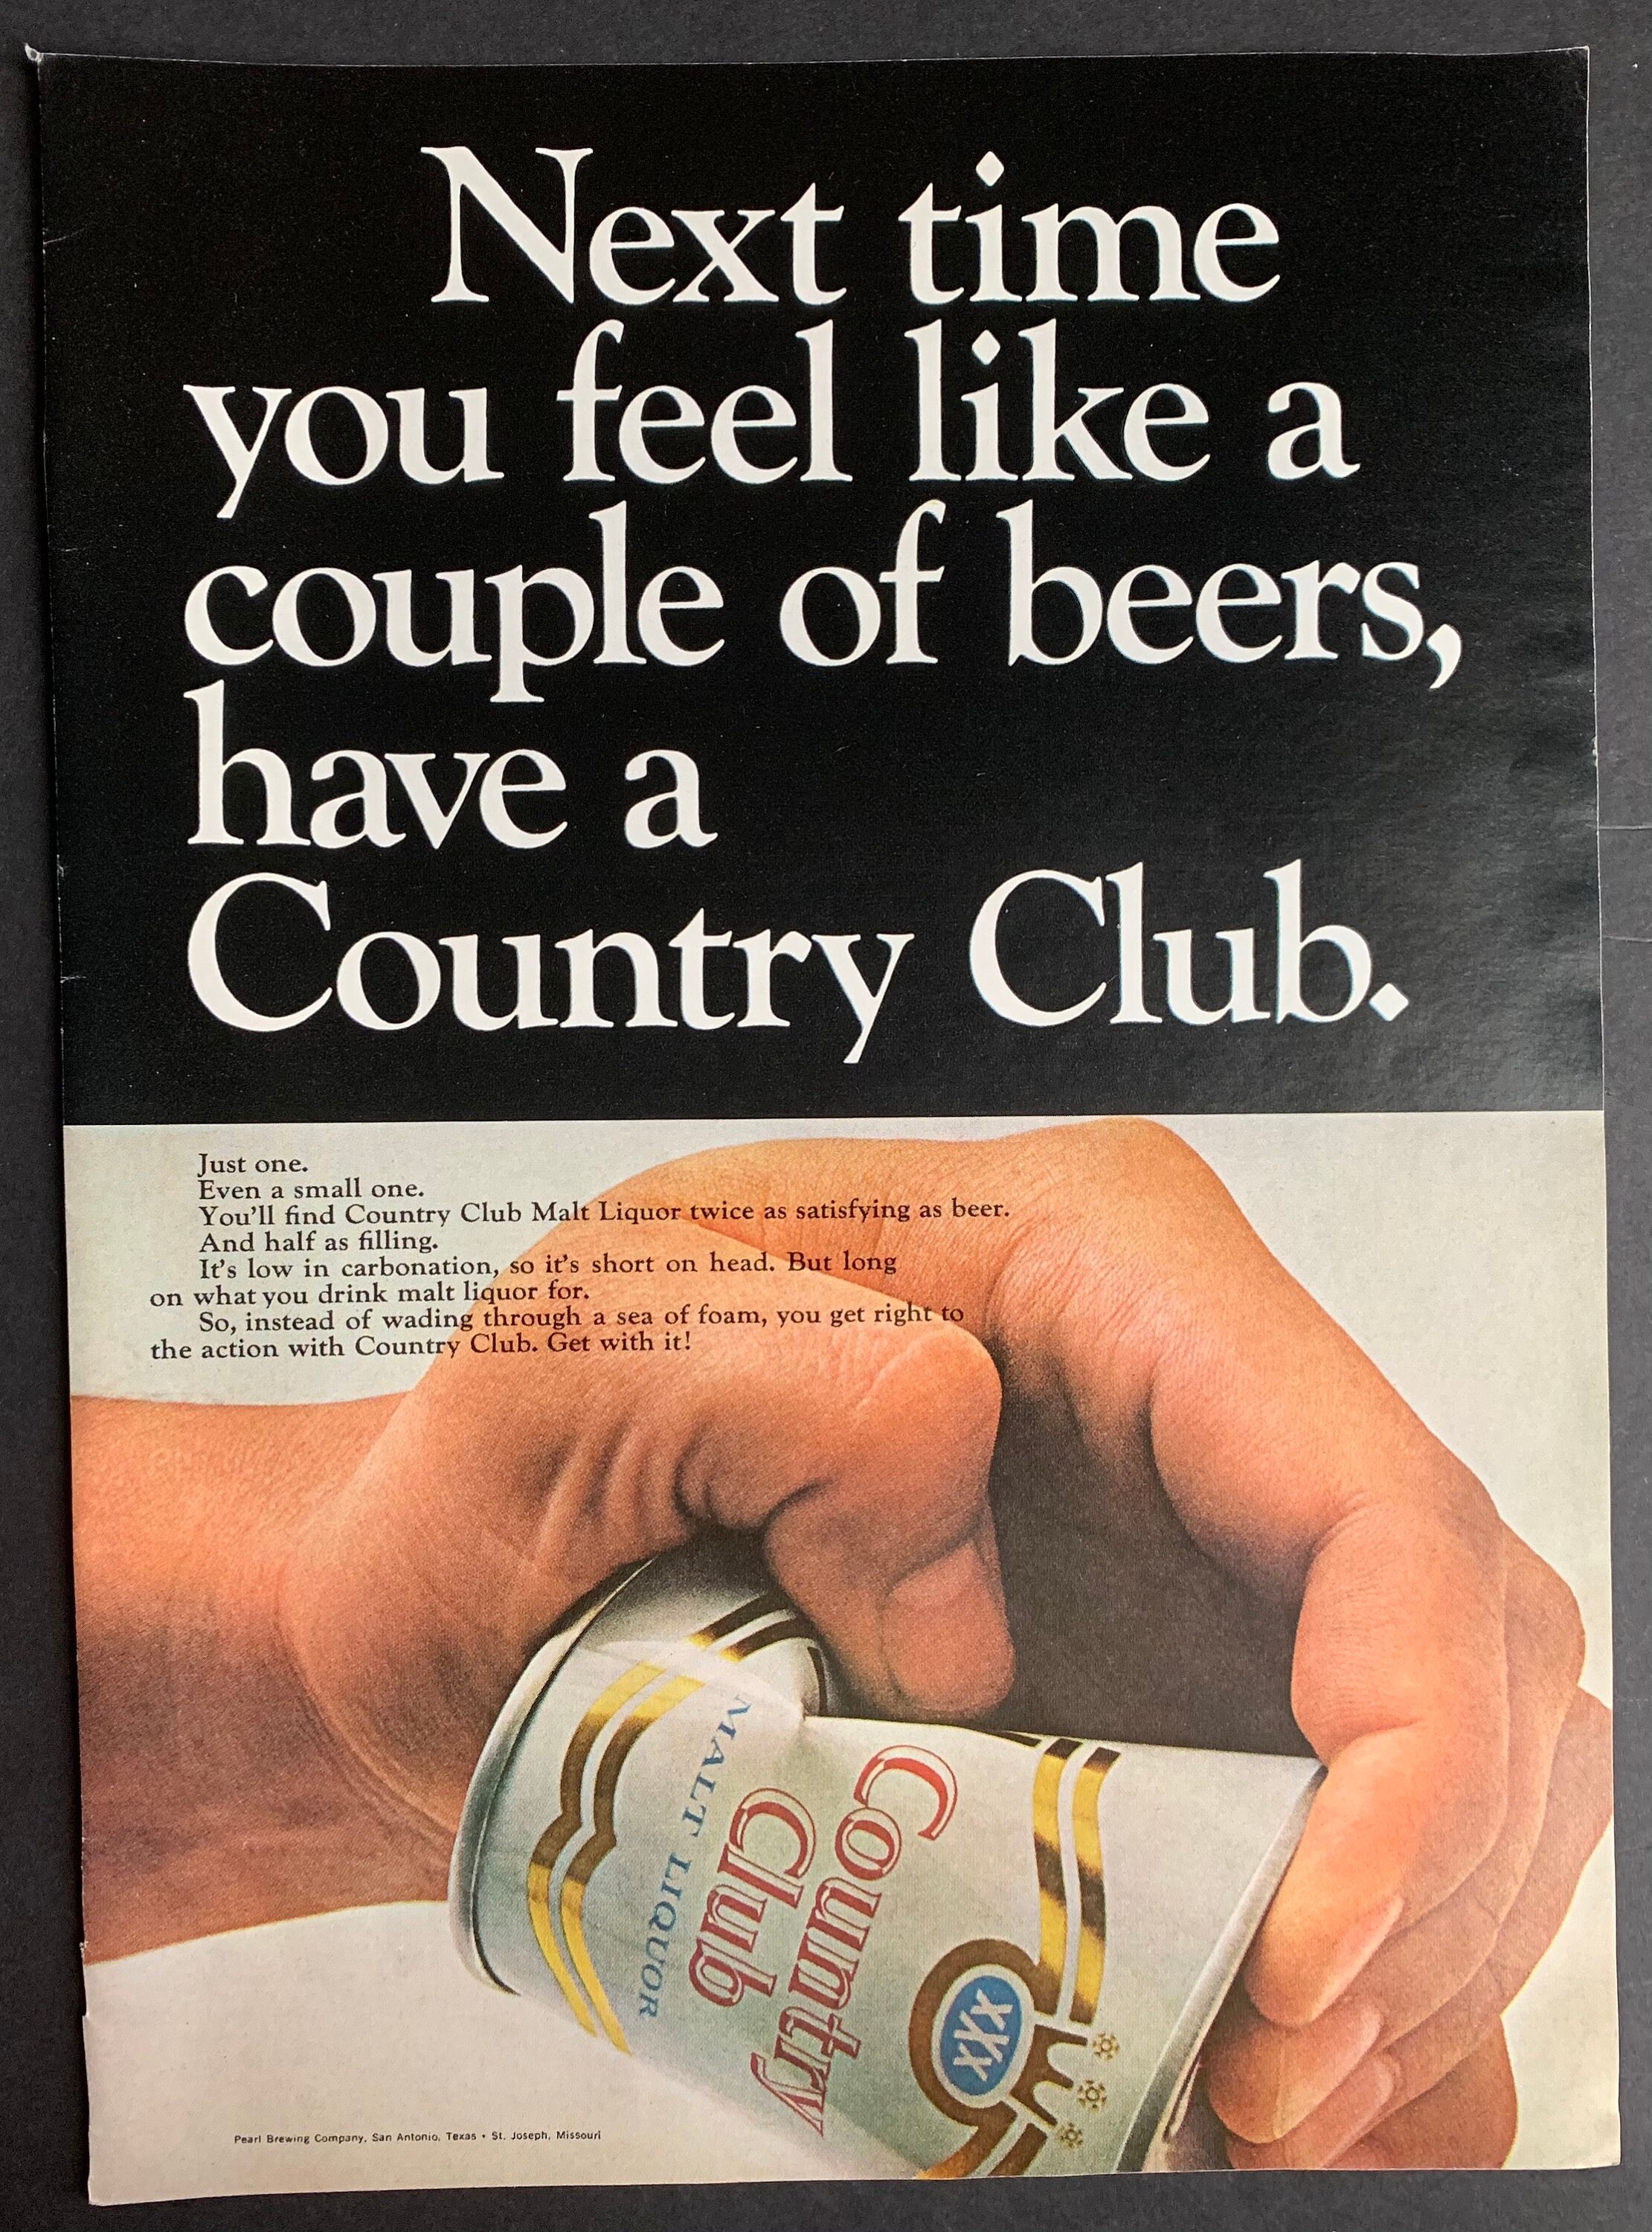 Next time
you feel like a
couple of beers,
have a
Country Club.
Just one.
Even a small one.
You'll find Country Club Malt Liquor twice as satisfying as beer.
And half as filling.
It's low in carbonation, so it's short on head. But long
on what you drink malt liquor for.
So, instead of wading through a sea of foam, you get right to
the action with Country Club. Get with it!
XXX
Country
Club
MALT LIQUOR
Pearl Brewing Company, San Antonio, Texas • St. Joseph, Missouri